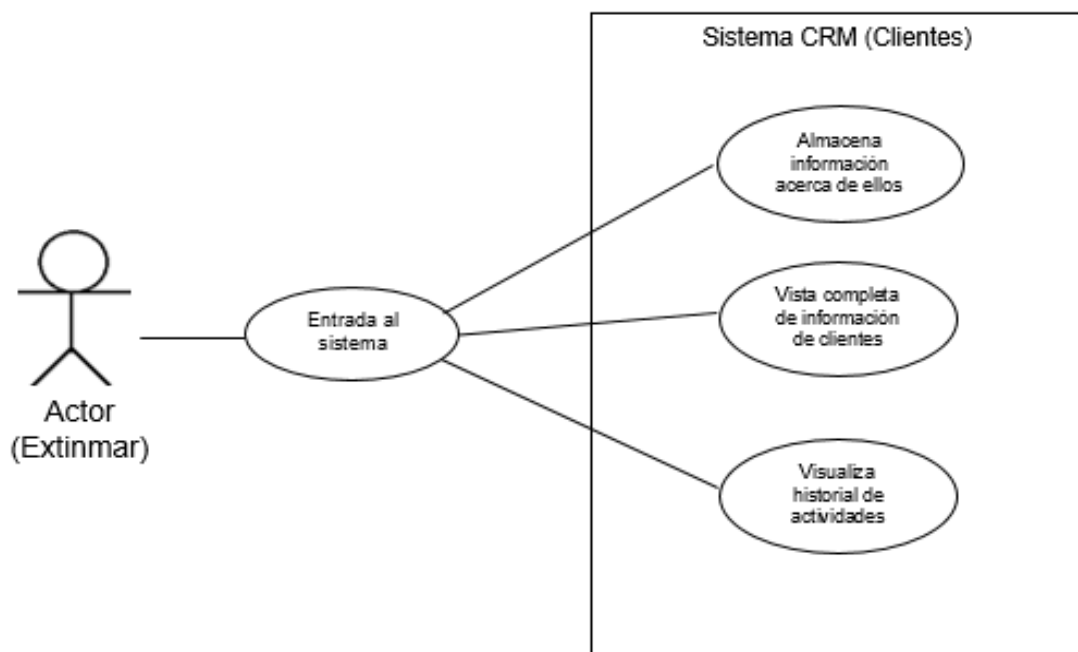 Sistema CRM (Clientes)
Almacena
información
acerca de ellos
Vista completa
de información
de clientes
Entrada al
sistema
Actor
(Extinmar)
Visualiza
historial de
actividades